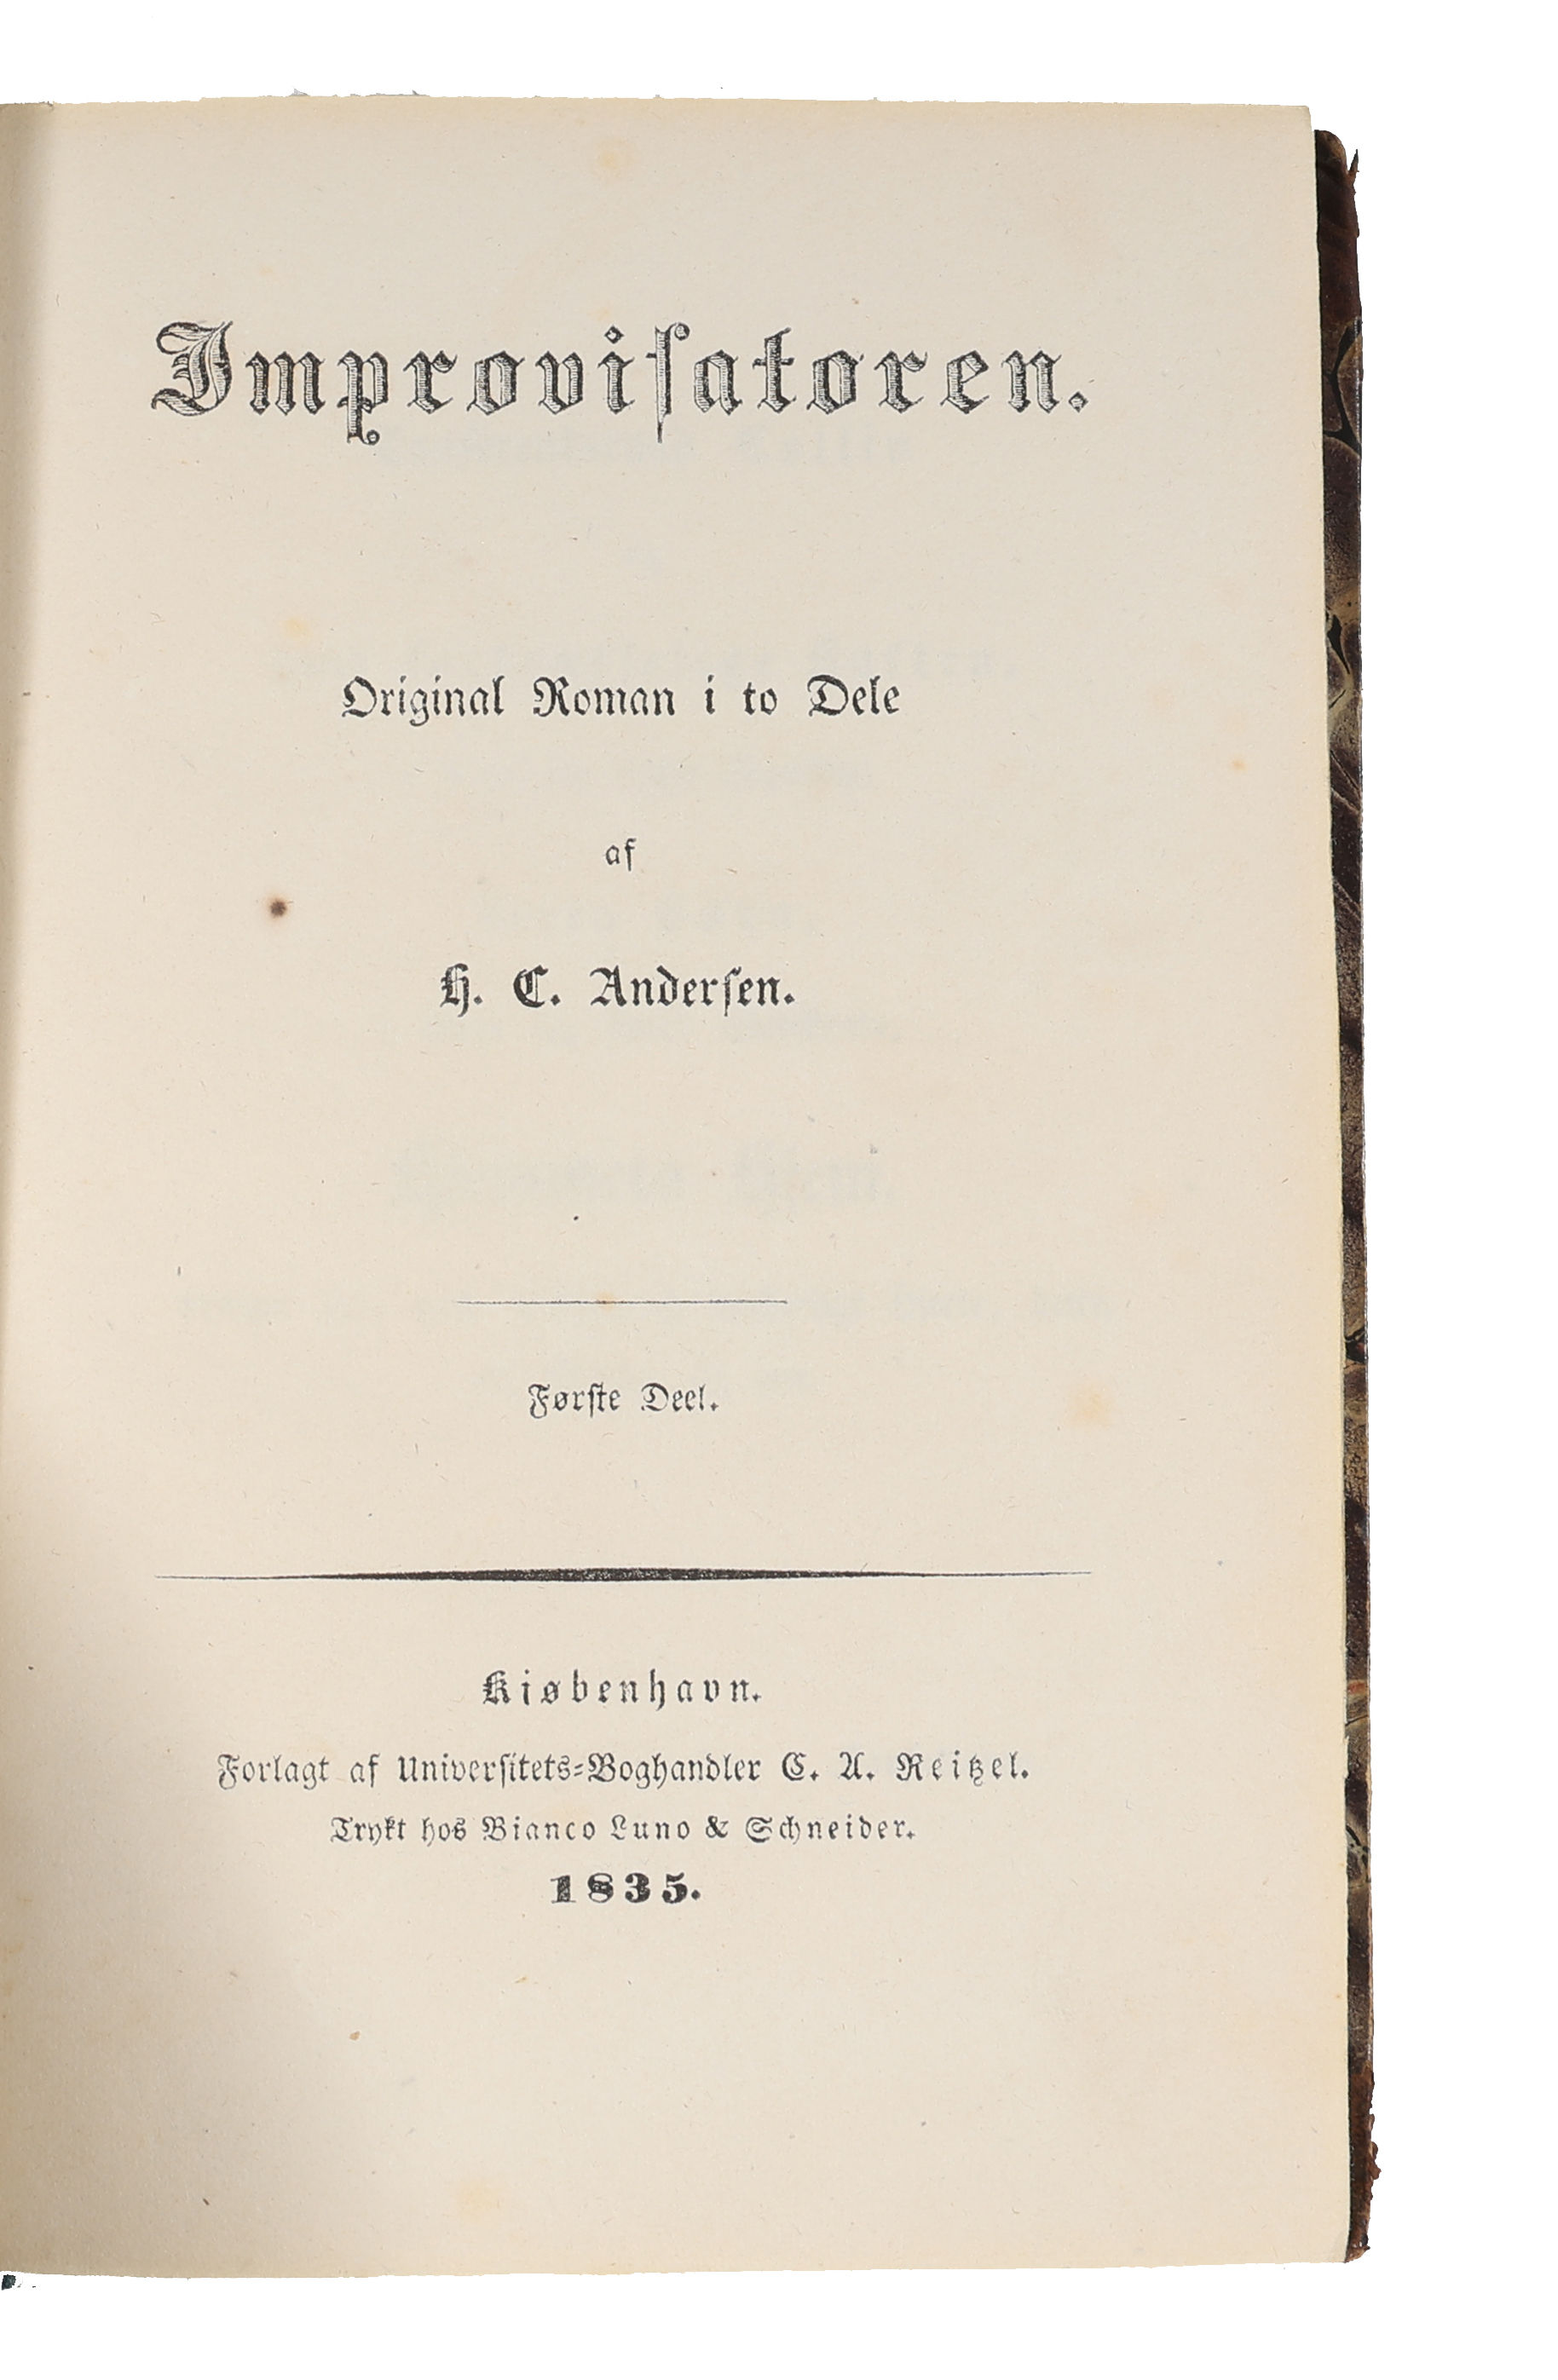 Improvisatoren.
Original Roman i to Dele
af
H. C. Andersen.
Første Deel.
Kiøbenhavn.
Forlagt af Universitets-Boghandler C. A. Reitzel.
Trykt hos Bianco Luno & Schneider.
1835.